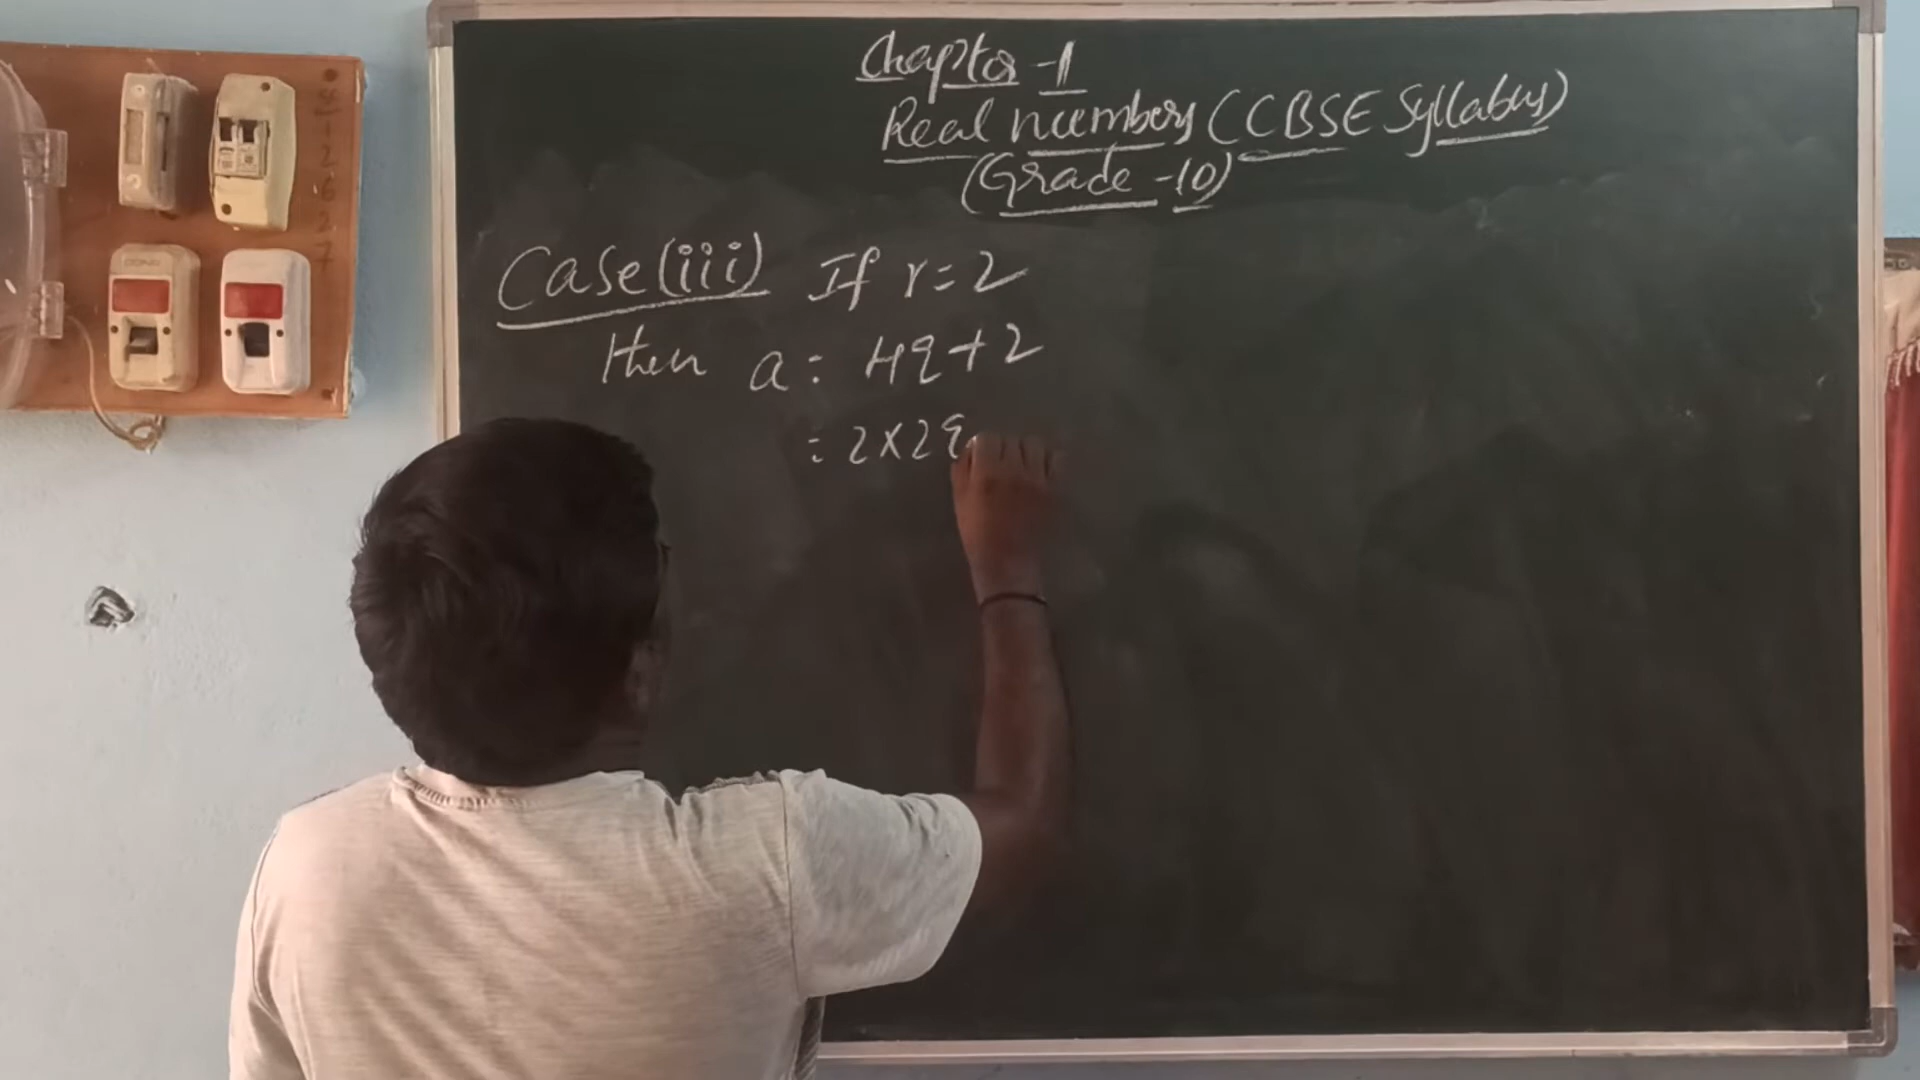 Chapter -1
Real numbers (CBSE Syllabus)
(Grade -10)
Case(iii) If r=2
then a = 4q+2
= 2×2q